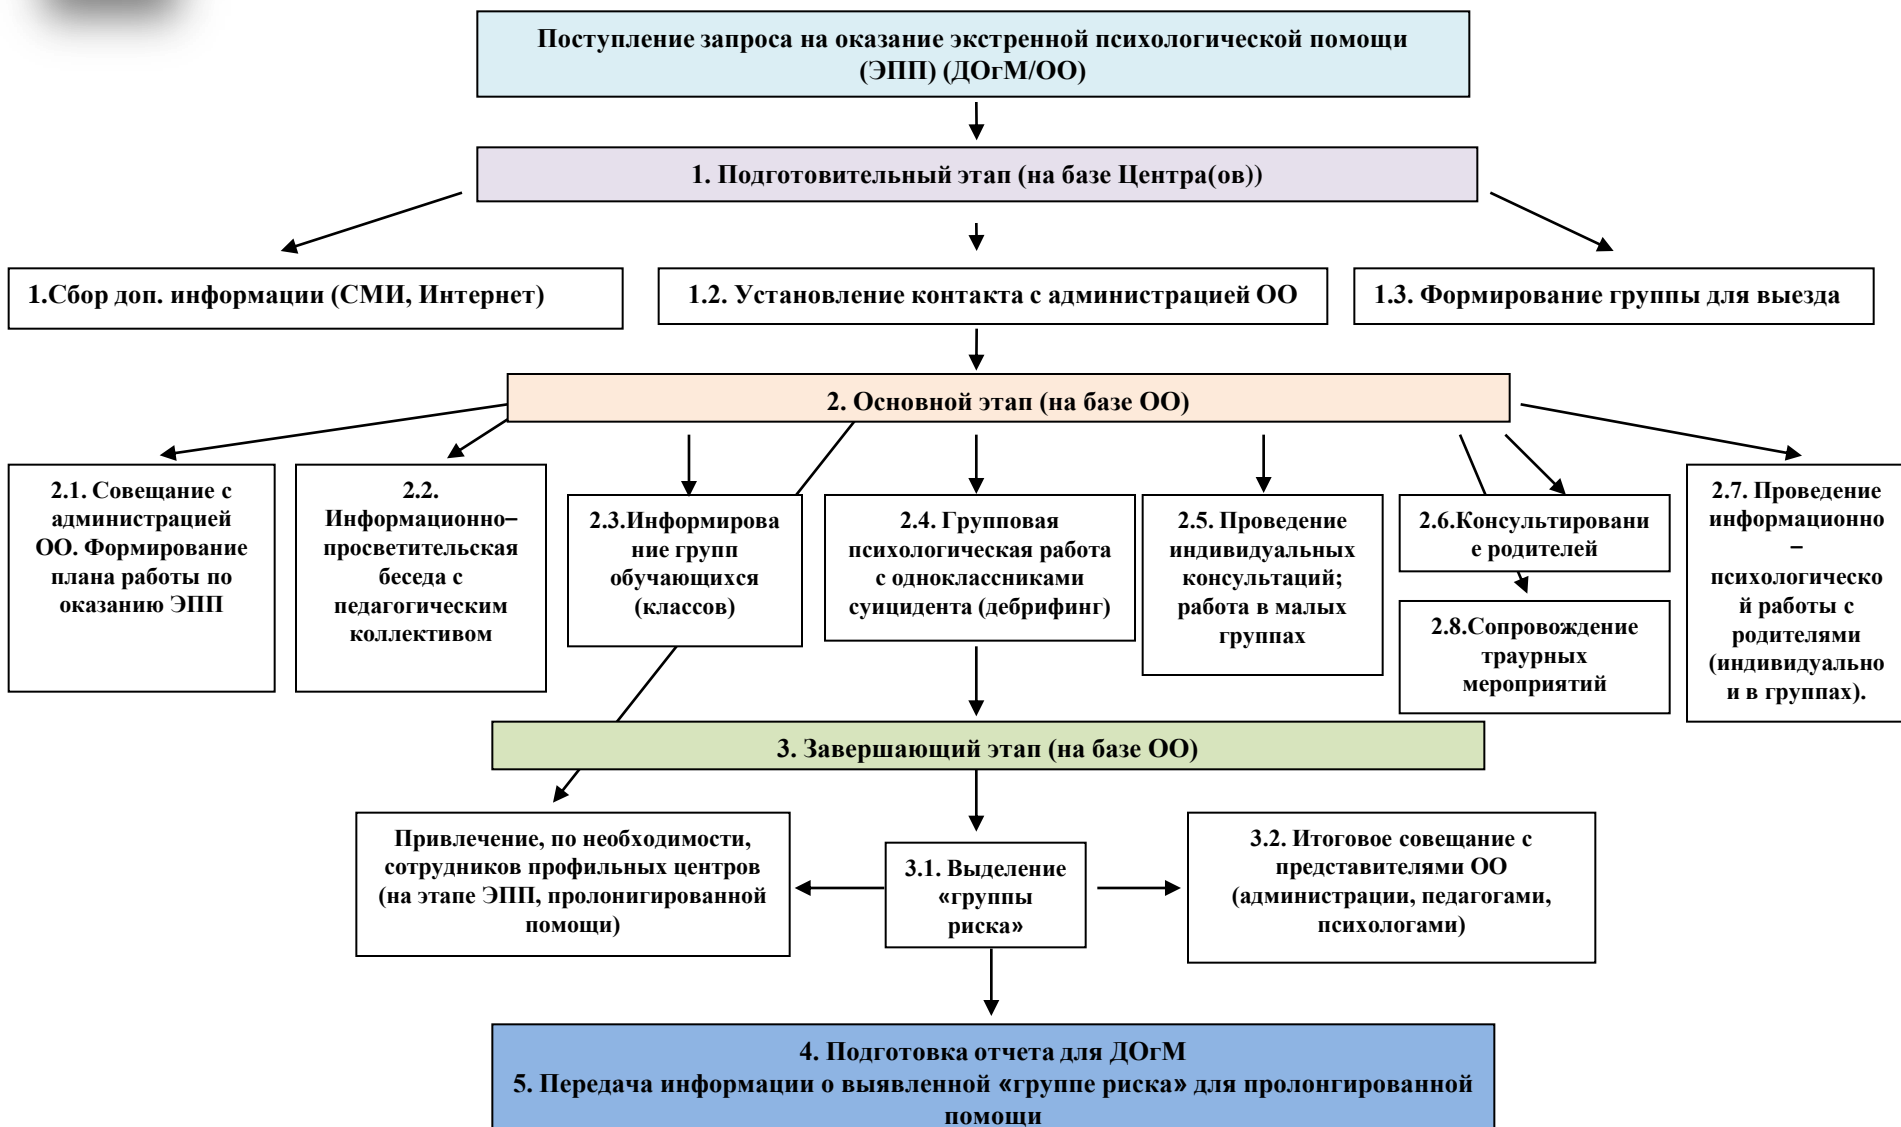 Поступление запроса на оказание экстренной психологической помощи
(ЭПП) (ДОгМ/ОО)
1. Подготовительный этап (на базе Центра(ов))
1.Сбор доп. информации (СМИ, Интернет)
1.2. Установление контакта с администрацией ОО
1.3. Формирование группы для выезда
2. Основной этап (на базе ОО)
2.1. Совещание с
администрацией
ОО. Формирование
плана работы по
оказанию ЭПП
2.2.
Информационно–
просветительская
беседа с
педагогическим
коллективом
2.3.Информирова
ние групп
обучающихся
(классов)
2.4. Групповая
психологическая работа
с одноклассниками
суицидента (дебрифинг)
2.5. Проведение
индивидуальных
консультаций;
работа в малых
группах
2.6.Консультировани
е родителей
2.8.Сопровождение
траурных
мероприятий
2.7. Проведение
информационно
–
психологическо
й работы с
родителями
(индивидуально
и в группах).
3. Завершающий этап (на базе ОО)
Привлечение, по необходимости,
сотрудников профильных центров
(на этапе ЭПП, пролонигированной
помощи)
3.1. Выделение
«группы
риска»
3.2. Итоговое совещание с
представителями ОО
(администрации, педагогами,
психологами)
4. Подготовка отчета для ДОгМ
5. Передача информации о выявленной «группе риска» для пролонгированной
помощи